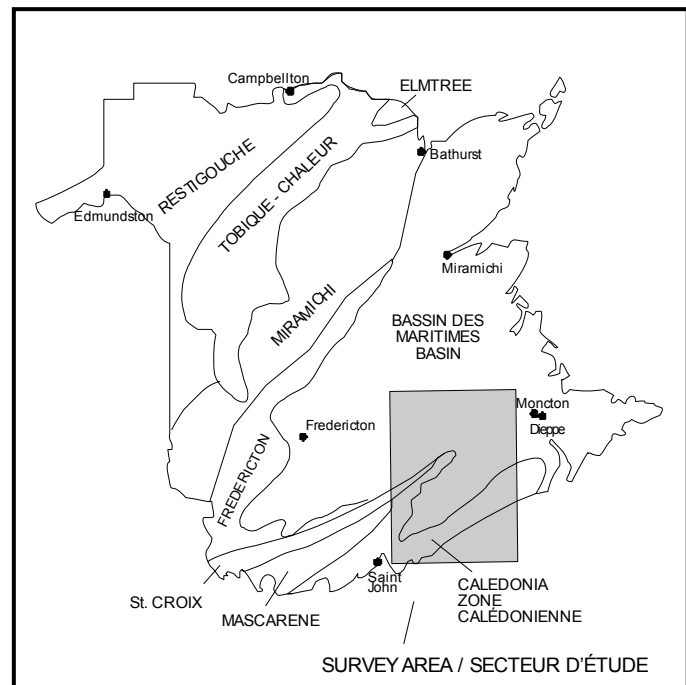 Campbellton
ELMTREE
RESTIGOUCHE
TOBIQUE - CHALEUR
Bathurst
Edmundston
Miramichi
MIRAMICHI
BASSIN DES
MARITIMES
BASIN
Moncton
Dieppe
Fredericton
FREDERICTON
St. CROIX
MASCARENE
Saint
John
CALEDONIA
ZONE
CALÉDONIENNE
SURVEY AREA / SECTEUR D'ÉTUDE